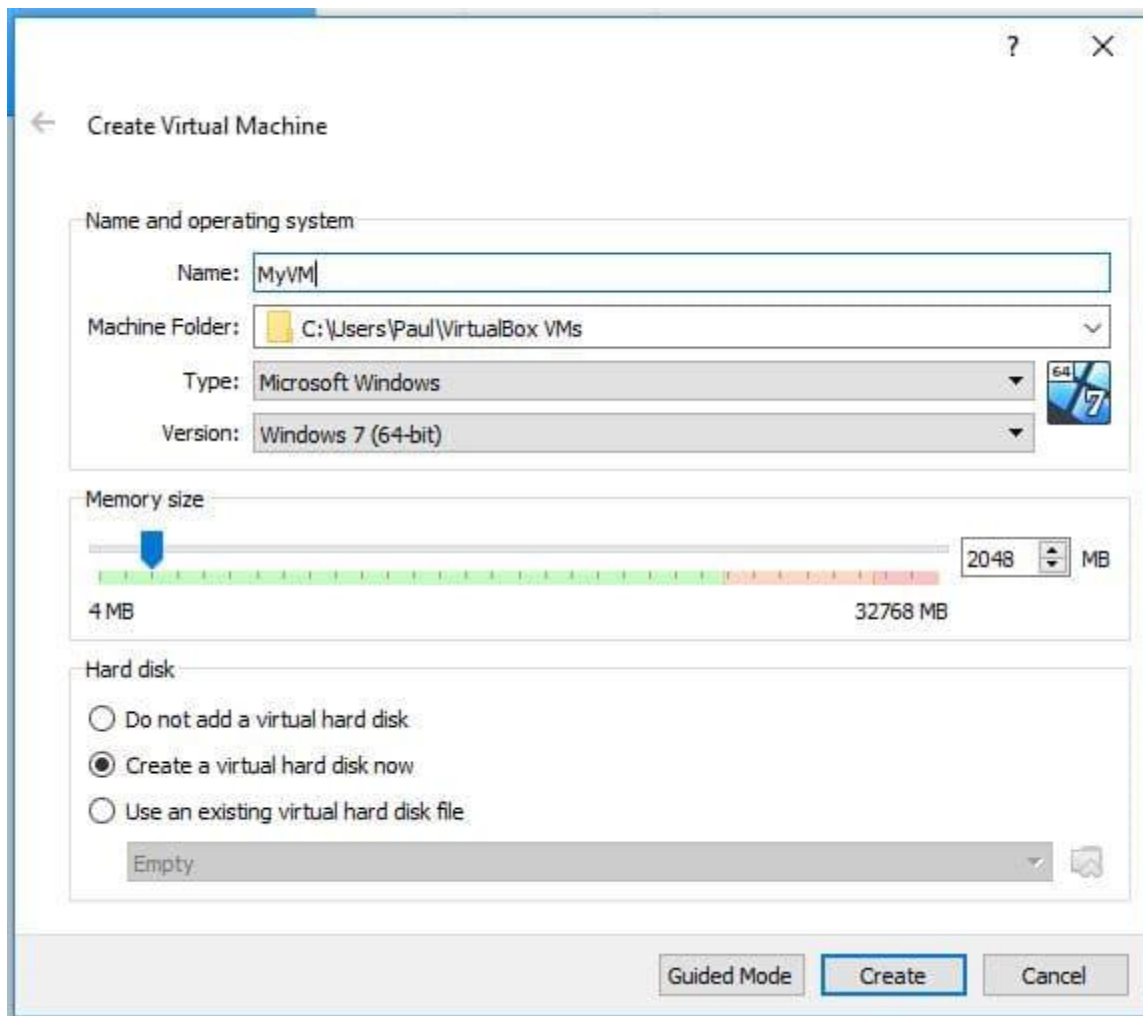 ?
Create Virtual Machine
Name and operating system
Name: MyVM
Machine Folder: C:\Users\Paul\VirtualBox VMs
Type: Microsoft Windows
64
7
Version: Windows 7 (64-bit)
Memory size
2048 MB
4 MB 32768 MB
Hard disk
Do not add a virtual hard disk
Create a virtual hard disk now
Use an existing virtual hard disk file
Empty
Guided Mode Create Cancel